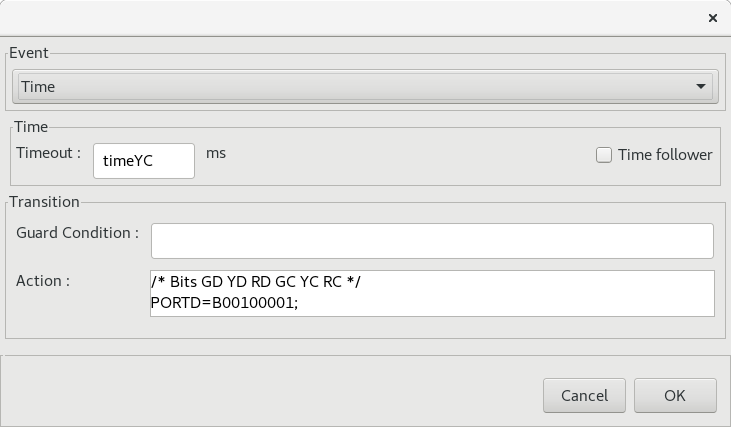 Event
Time
Time
Timeout : timeYC ms Time follower
Transition
Guard Condition :
Action : /* Bits GD YD RD GC YC RC */
PORTD=B00100001;
Cancel OK